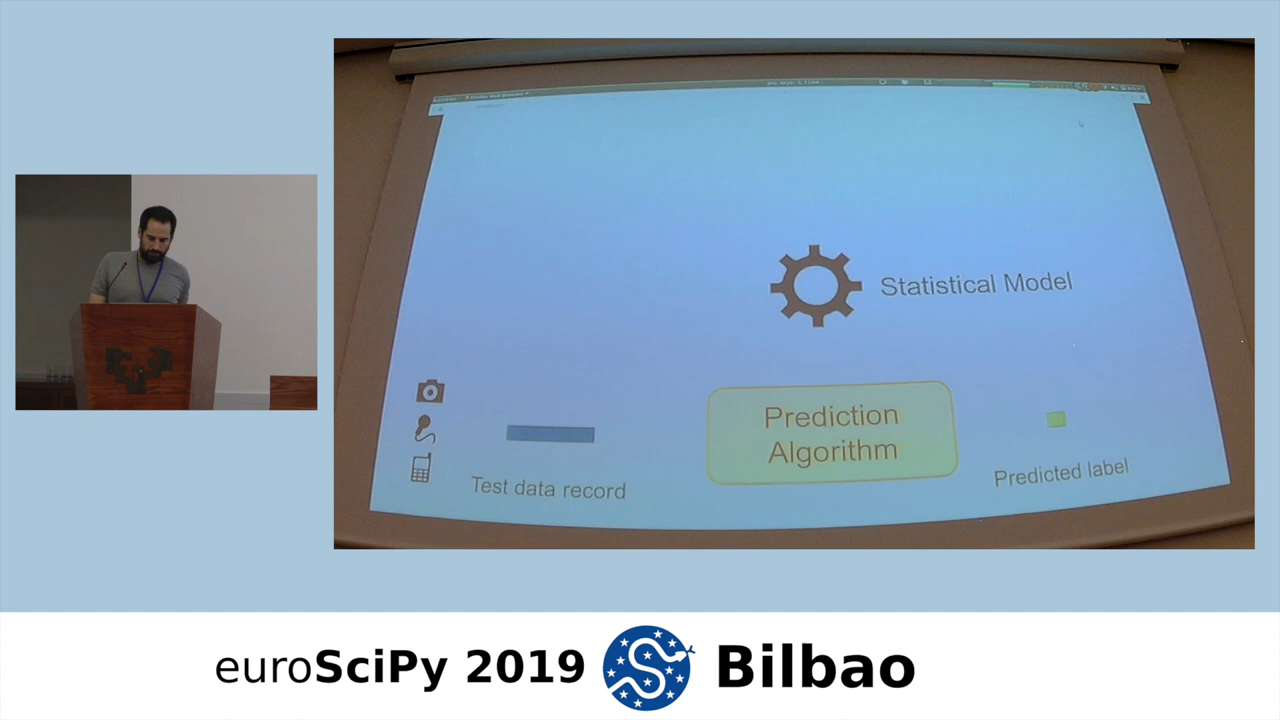 Statistical Model
Prediction
Algorithm
Test data record
Predicted label
euroSciPy 2019
Bilbao